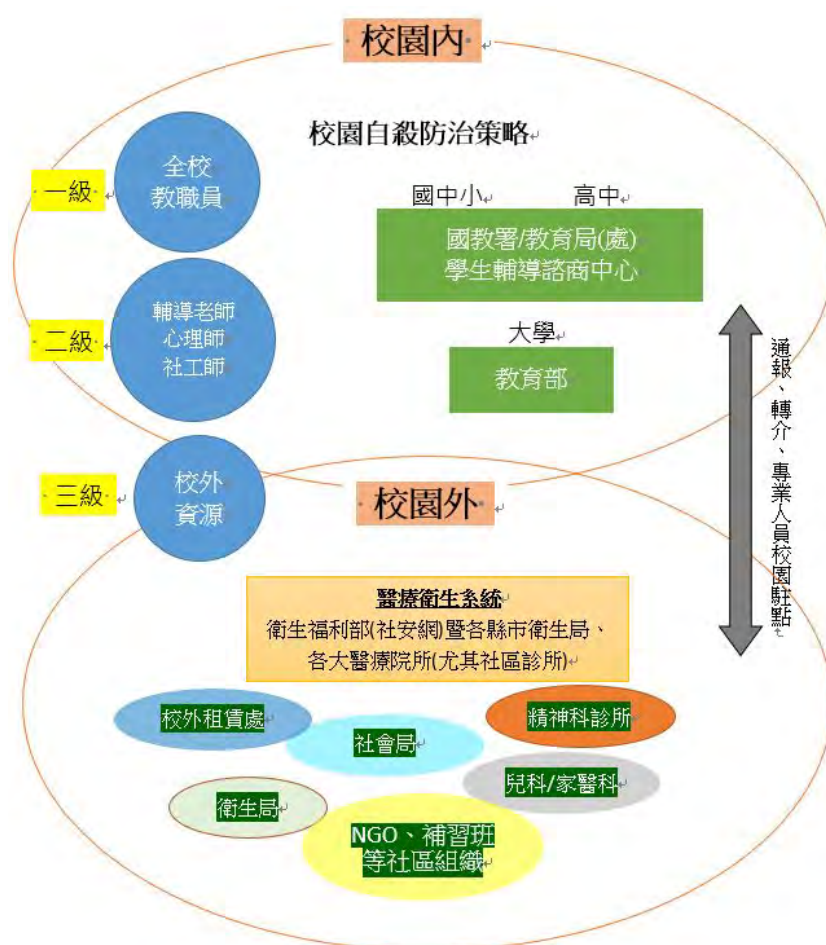 校園內
校園自殺防治策略
一級
全校
教職員
國中小
高中
國教署/教育局(處)
學生輔導諮商中心
二級
輔導老師
心理師
社工師
大學
教育部
通報、轉介、專業人員校園駐點
三級
校外
資源
校園外
醫療衛生系統
衛生福利部(社安網)暨各縣市衛生局、
各大醫療院所(尤其社區診所)
校外租賃處
社會局
精神科診所
兒科/家醫科
衛生局
NGO、補習班
等社區組織